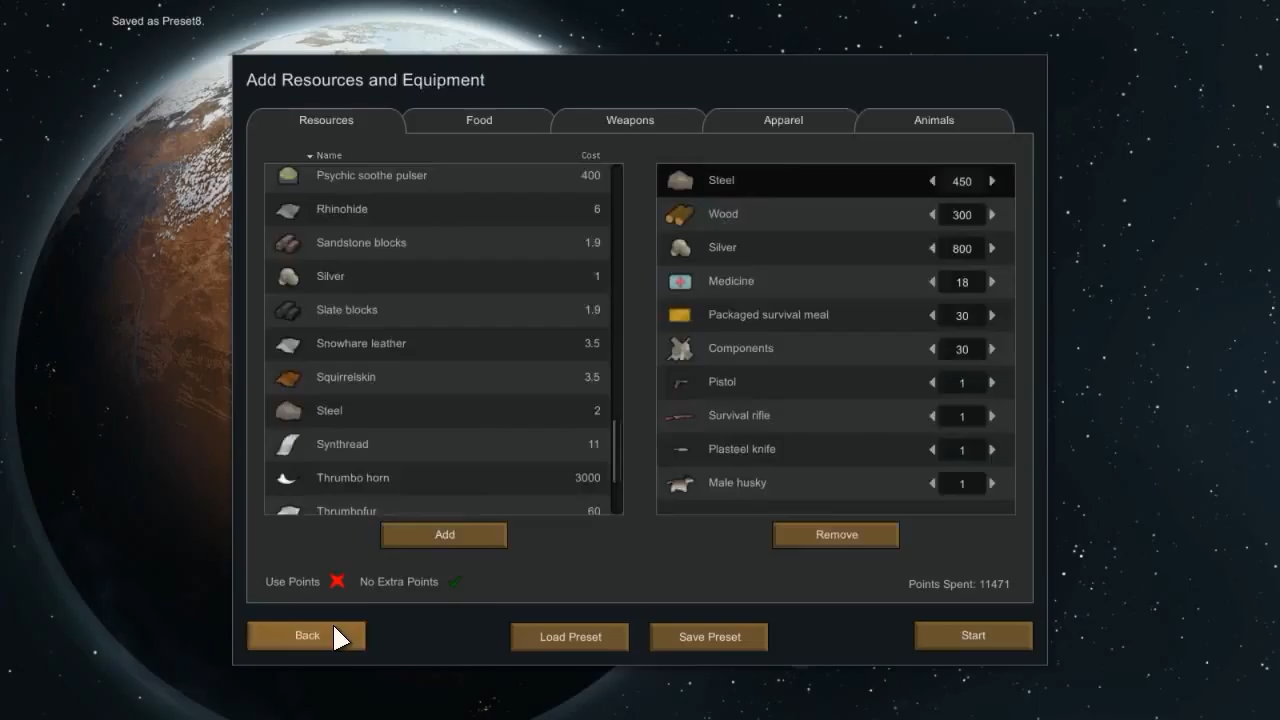 Saved as Preset8.
Add Resources and Equipment
Resources Food Weapons Apparel Animals
Name Cost
Psychic soothe pulser 400
Rhinohide 6
Sandstone blocks 1.9
Silver 1
Slate blocks 1.9
Snowhare leather 3.5
Squirrelskin 3.5
Steel 2
Synthread 11
Thrumbo horn 3000
Thrumbofur 60
Steel 450
Wood 300
Silver 800
Medicine 18
Packaged survival meal 30
Components 30
Pistol 1
Survival rifle 1
Plasteel knife 1
Male husky 1
Add Remove
Use Points No Extra Points Points Spent: 11471
Back Load Preset Save Preset Start